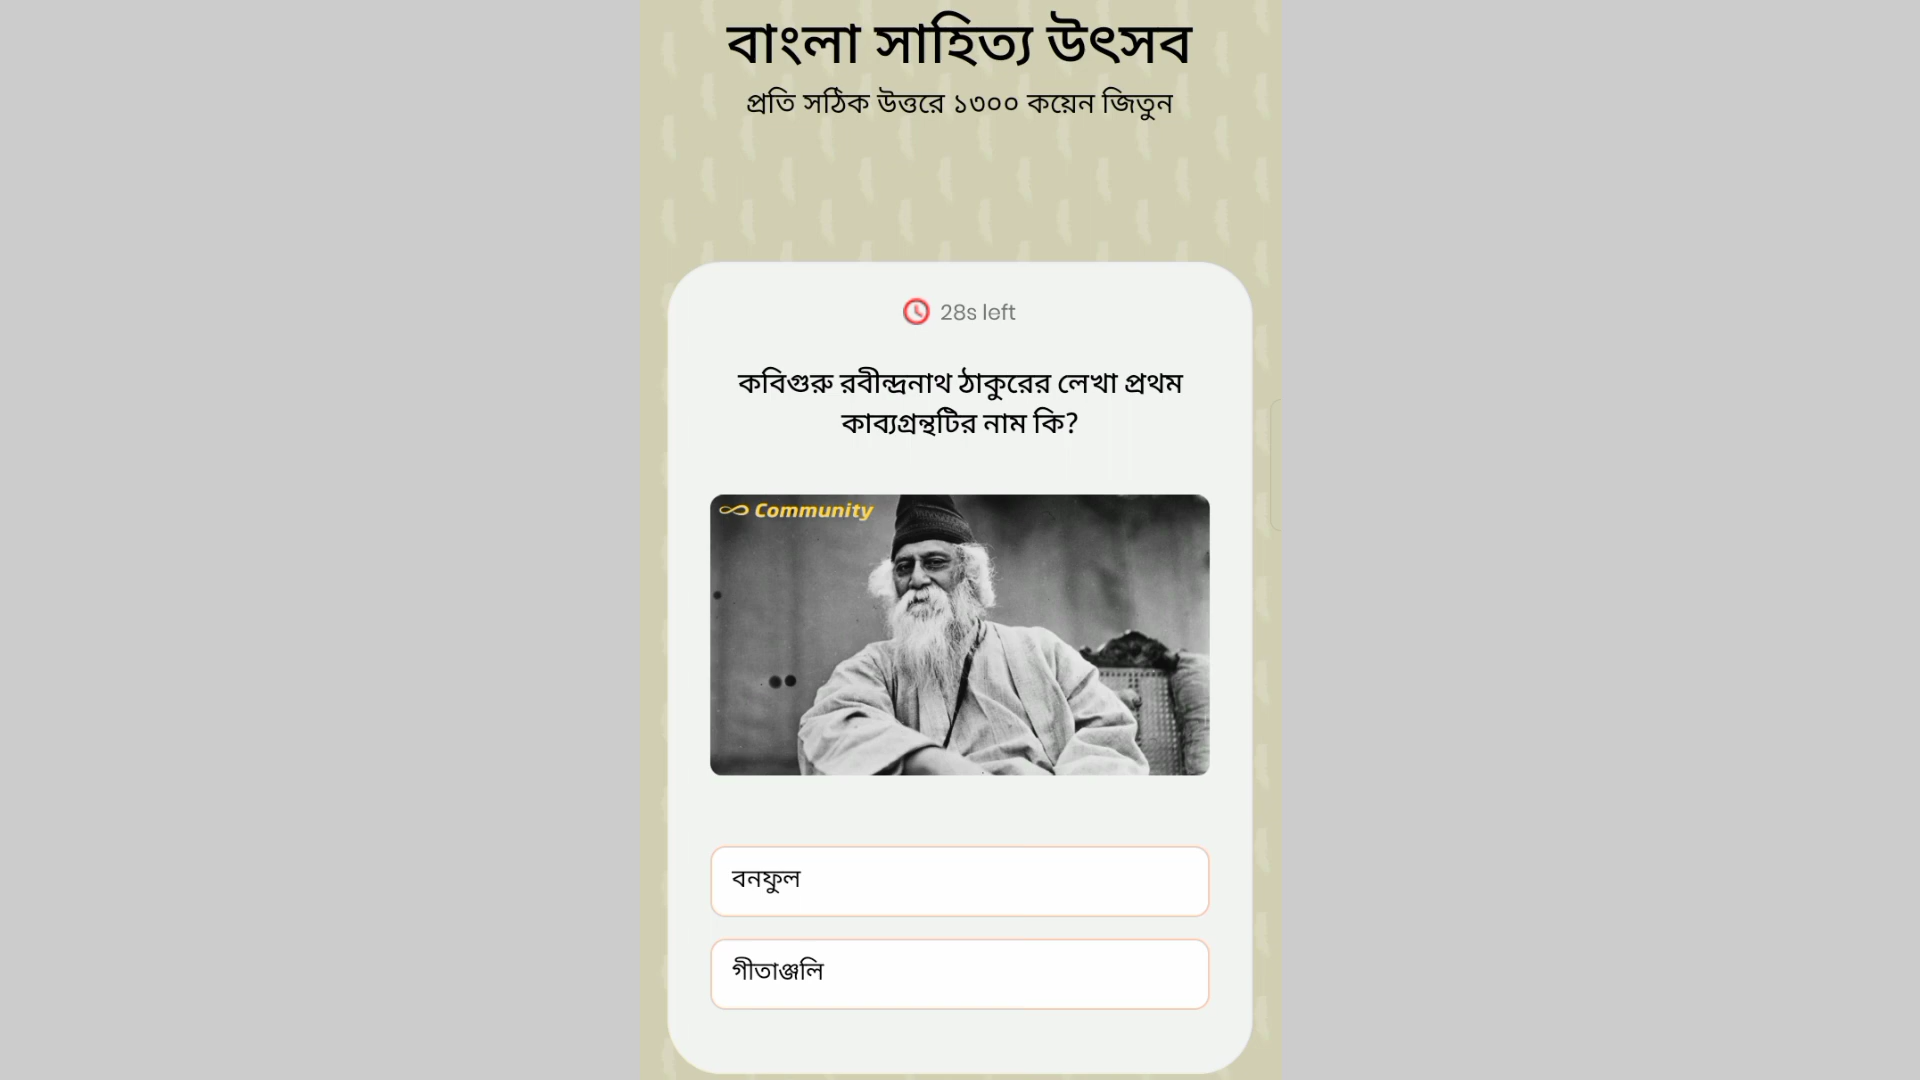 বাংলা সাহিত্য উৎসব
প্রতি সঠিক উত্তরে ১৩০০ কয়েন জিতুন
28s left
কবিগুরু রবীন্দ্রনাথ ঠাকুরের লেখা প্রথম
কাব্যগ্রন্থটির নাম কি?
Community
বনফুল
গীতাঞ্জলি